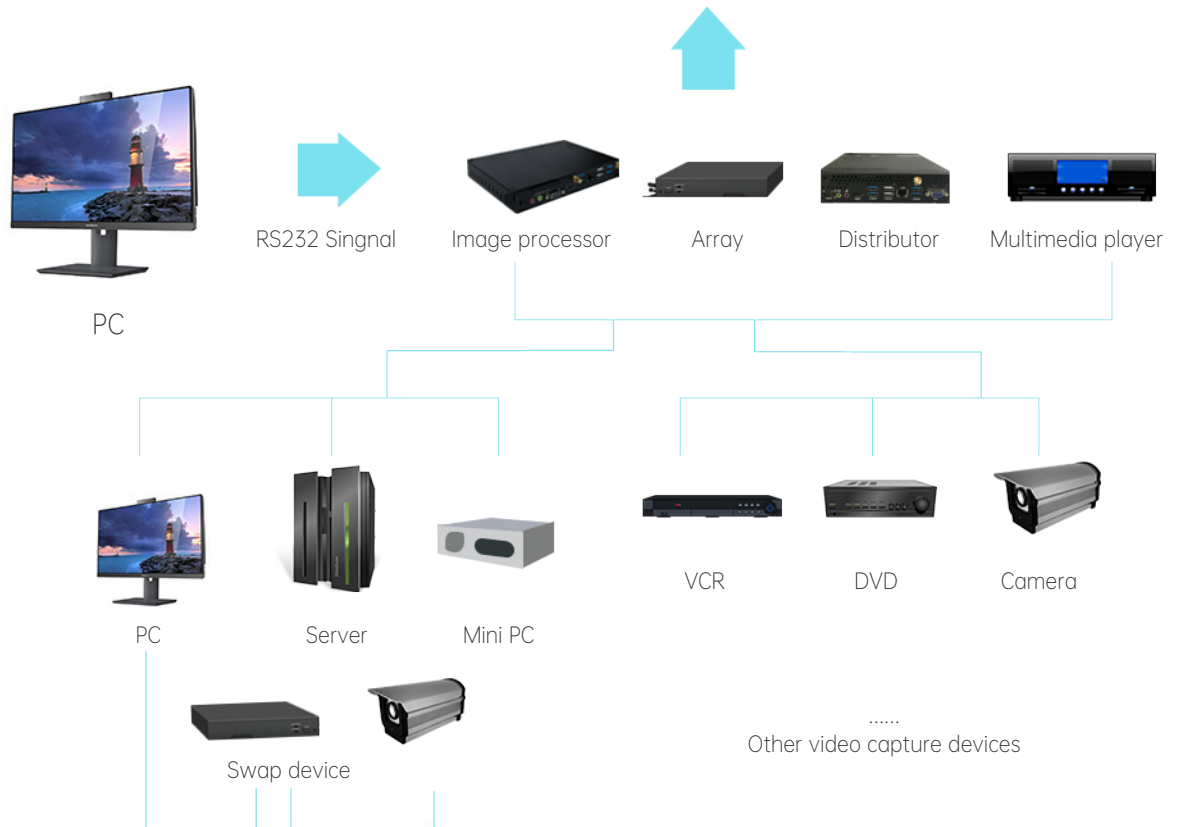 RS232 Singnal
Image processor
Array
Distributor
Multimedia player
PC
VCR
DVD
Camera
PC
Server
Mini PC
......
Other video capture devices
Swap device